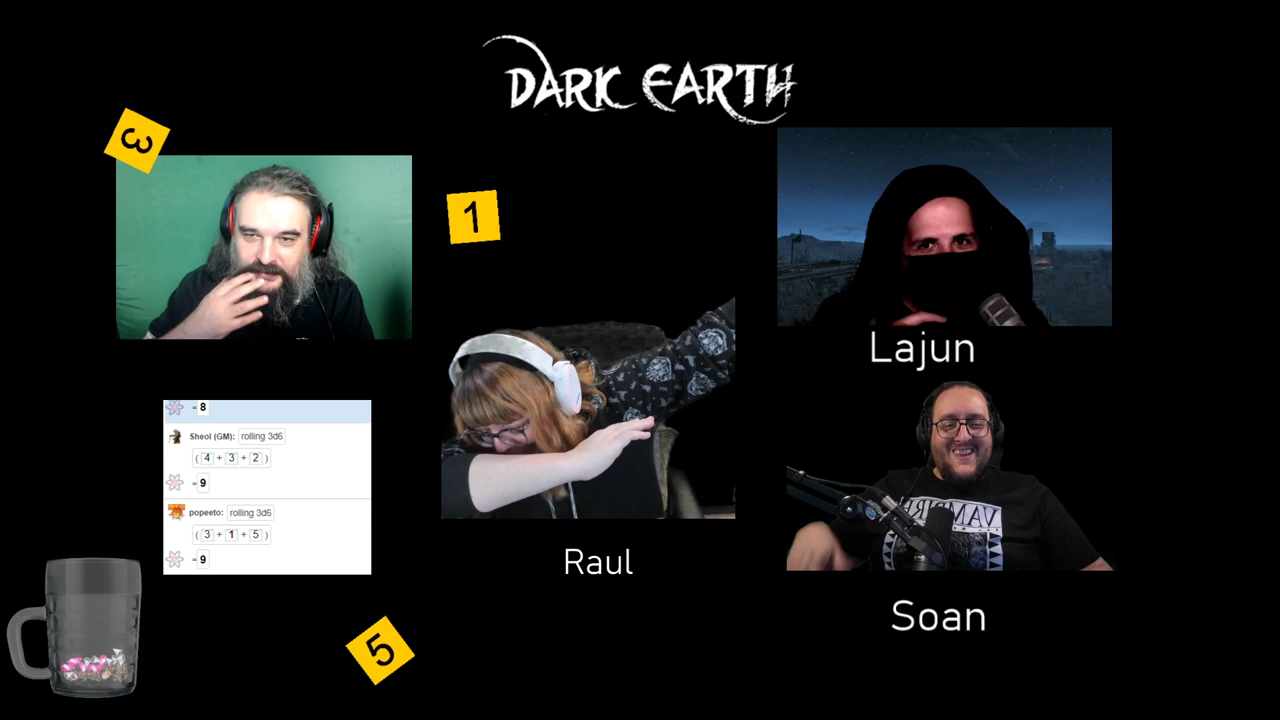 DARK EARTH
3
1
Lajun
= 8
Sheol (GM): rolling 3d6
( 4 + 3 + 2 )
= 9
popeeto: rolling 3d6
( 3 + 1 + 5 )
= 9
Raul
VAMPIRE
Soan
5